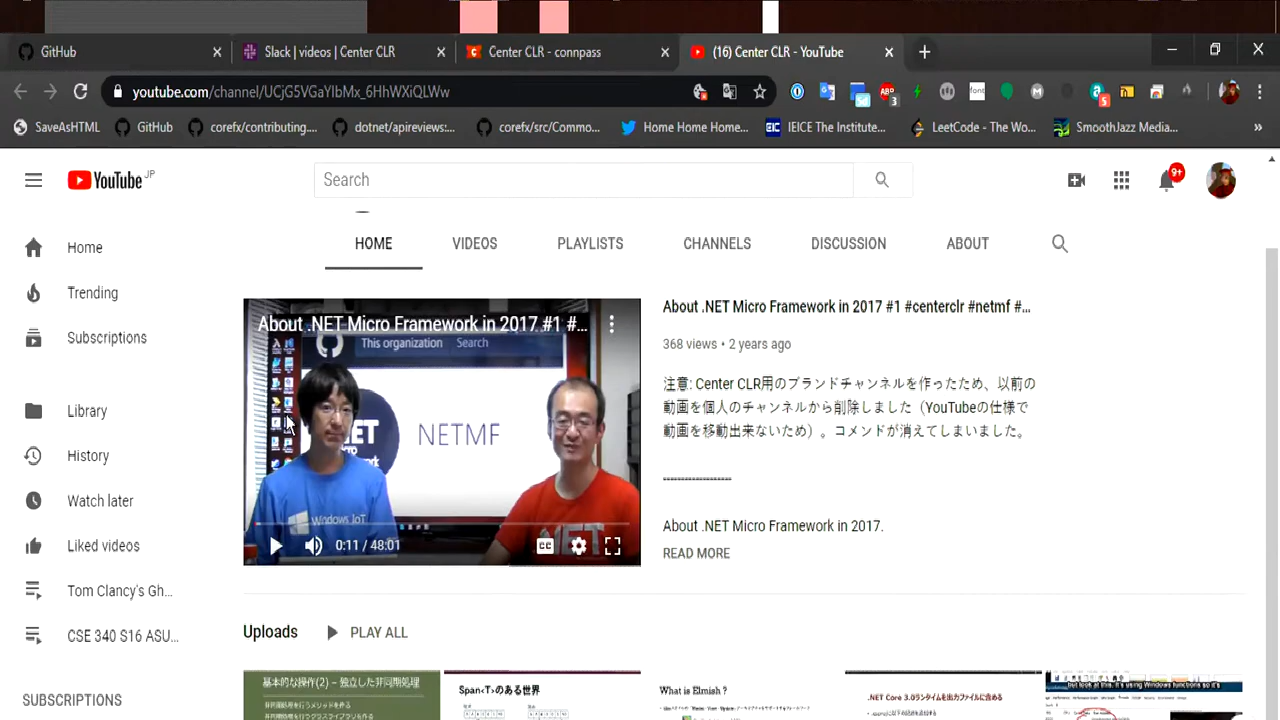 GitHub
Slack | videos | Center CLR
Center CLR - connpass
(16) Center CLR - YouTube
youtube.com/channel/UCjG5VGaYIbMx_6HhWXiQLWw
SaveAsHTML
GitHub
corefx/contributing....
dotnet/apireviews:...
corefx/src/Commo...
Home Home Home...
IEICE The Institute...
LeetCode - The Wo...
SmoothJazz Media...
»
YouTube JP
Search
9+
HOME
VIDEOS
PLAYLISTS
CHANNELS
DISCUSSION
ABOUT
Home
Trending
Subscriptions
Library
History
Watch later
Liked videos
Tom Clancy's Gh...
CSE 340 S16 ASU...
SUBSCRIPTIONS
About .NET Micro Framework in 2017 #1 #...
This organization Search
NETMF
Windows IoT
0:11 / 48:01
About .NET Micro Framework in 2017 #1 #centerclr #netmf #...
368 views • 2 years ago
注意: Center CLR用のブランドチャンネルを作ったため、以前の
動画を個人のチャンネルから削除しました（YouTubeの仕様で
動画を移動出来ないため）。コメンドが消えてしまいました。
--------------------
About .NET Micro Framework in 2017.
READ MORE
Uploads
PLAY ALL
基本的な操作(2) – 独立した非同期処理
Span<T>のある世界
What is Elmish ?
.NET Core 3.0ランタイムを出力ファイルに含める
but look at this. it's using Windows functions so it's